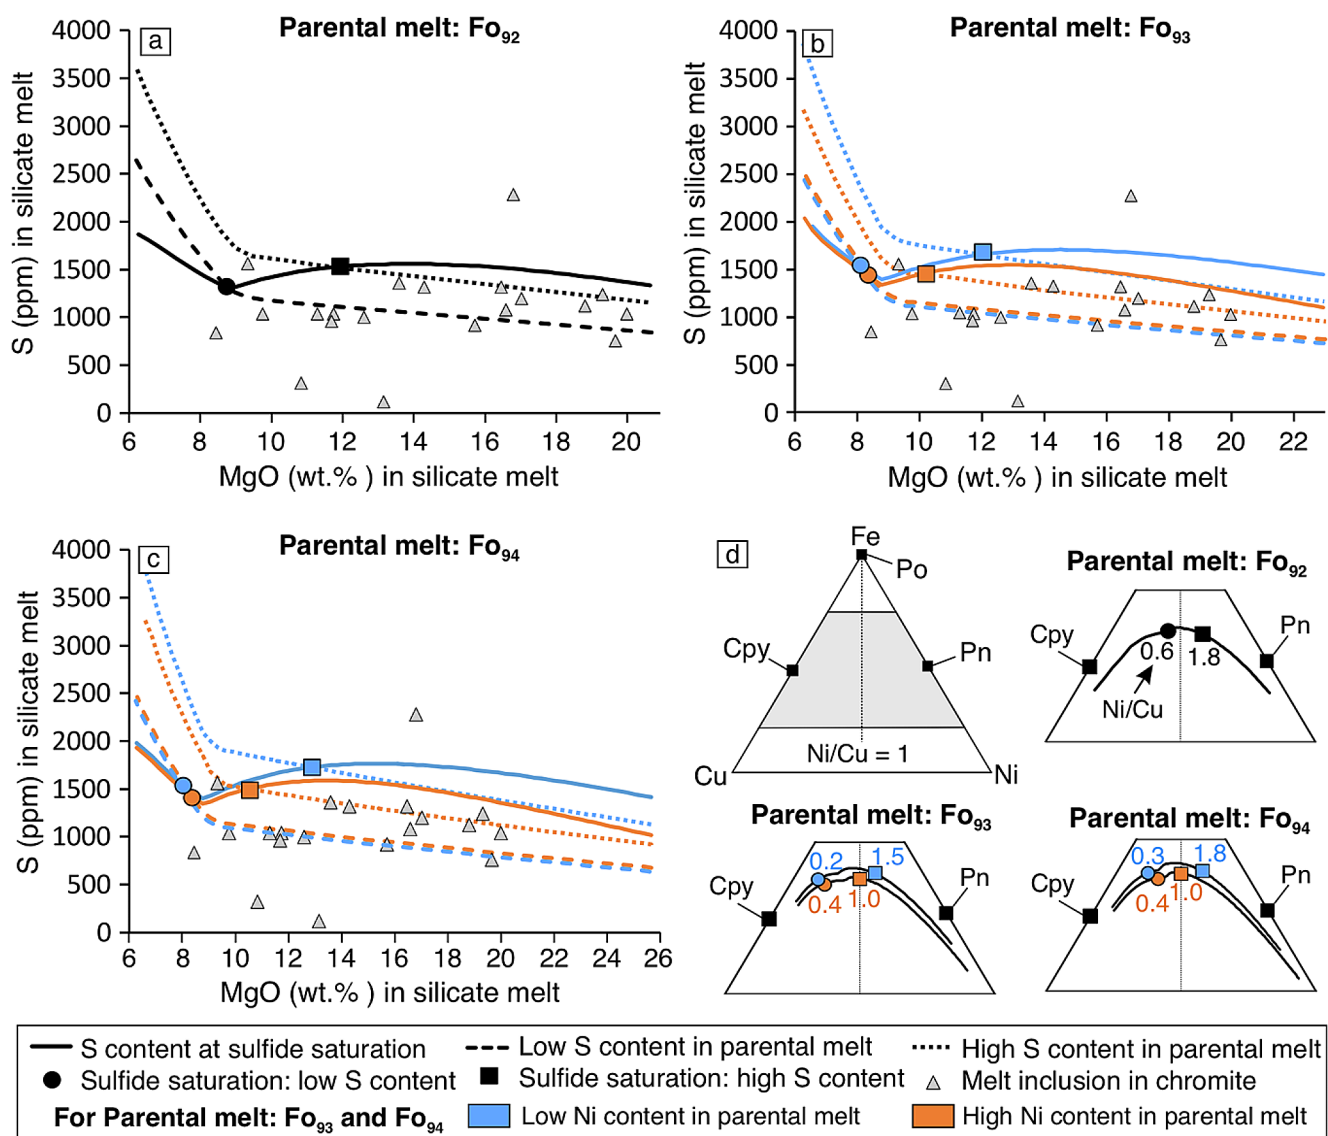 a
Parental melt: Fo92
4000
3500
3000
2500
2000
1500
1000
500
0
S (ppm) in silicate melt
6 8 10 12 14 16 18 20
MgO (wt.% ) in silicate melt
b
Parental melt: Fo93
4000
3500
3000
2500
2000
1500
1000
500
0
S (ppm) in silicate melt
6 8 10 12 14 16 18 20 22
MgO (wt.% ) in silicate melt
c
Parental melt: Fo94
4000
3500
3000
2500
2000
1500
1000
500
0
S (ppm) in silicate melt
6 8 10 12 14 16 18 20 22 24 26
MgO (wt.% ) in silicate melt
d
Fe
Po
Cpy
Pn
Ni/Cu = 1
Cu
Ni
Parental melt: Fo92
Cpy
Pn
0.6
1.8
Ni/Cu
Parental melt: Fo93
0.2
1.5
Cpy
Pn
0.4
1.0
Parental melt: Fo94
0.3
1.8
Cpy
Pn
0.4
1.0
S content at sulfide saturation
Low S content in parental melt
High S content in parental melt
Sulfide saturation: low S content
Sulfide saturation: high S content
Melt inclusion in chromite
For Parental melt: Fo93 and Fo94
Low Ni content in parental melt
High Ni content in parental melt